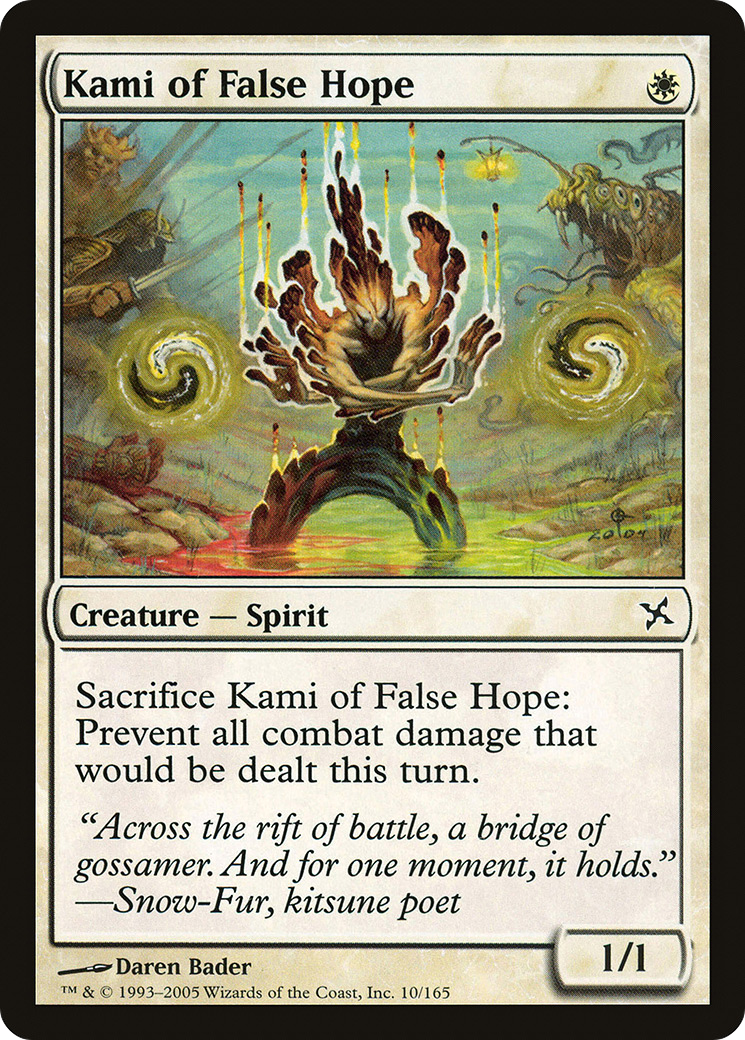 Kami of False Hope
2004
Creature — Spirit
Sacrifice Kami of False Hope:
Prevent all combat damage that
would be dealt this turn.
“Across the rift of battle, a bridge of
gossamer. And for one moment, it holds.”
—Snow-Fur, kitsune poet
1/1
Daren Bader
™ & © 1993–2005 Wizards of the Coast, Inc. 10/165